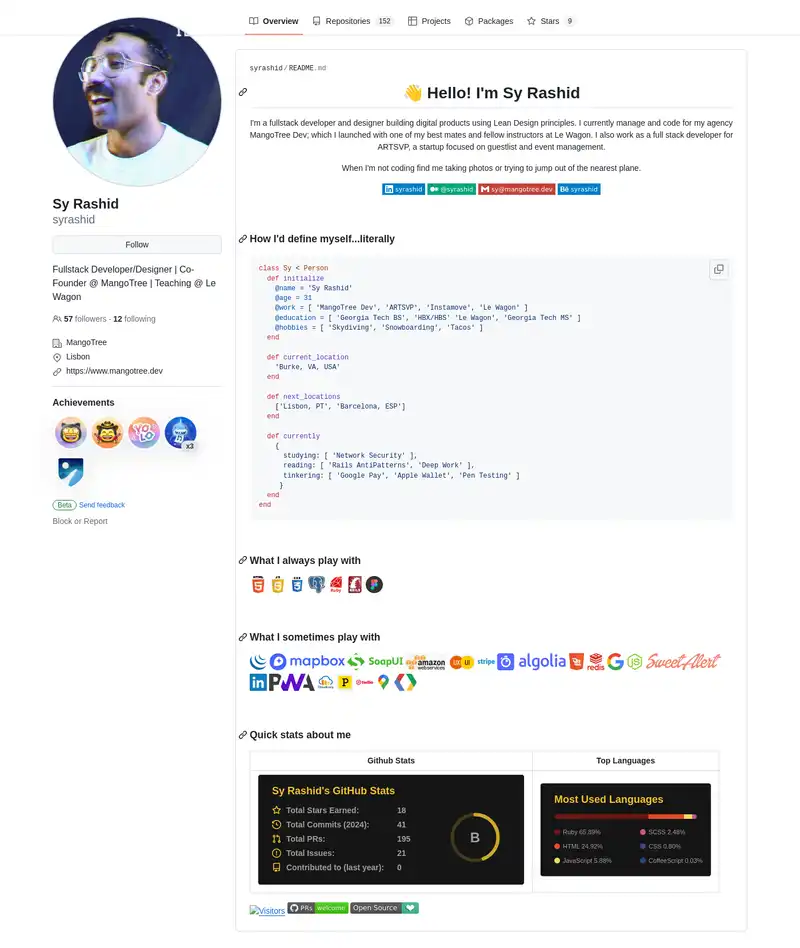 Overview
Repositories 152
Projects
Packages
Stars 9
Sy Rashid
syrashid
Follow
Fullstack Developer/Designer | Co-
Founder @ MangoTree | Teaching @ Le
Wagon
57 followers · 12 following
MangoTree
Lisbon
https://www.mangotree.dev
Achievements
YOLO
x3
Beta Send feedback
Block or Report
syrashid/README.md
👋 Hello! I'm Sy Rashid
I'm a fullstack developer and designer building digital products using Lean Design principles. I currently manage and code for my agency
MangoTree Dev; which I launched with one of my best mates and fellow instructors at Le Wagon. I also work as a full stack developer for
ARTSVP, a startup focused on guestlist and event management.
When I'm not coding find me taking photos or trying to jump out of the nearest plane.
syrashid @syrashid sy@mangotree.dev syrashid
How I'd define myself...literally
class Sy < Person
def initialize
@name = 'Sy Rashid'
@age = 31
@work = [ 'MangoTree Dev', 'ARTSVP', 'Instamove', 'Le Wagon' ]
@education = [ 'Georgia Tech BS', 'HBX/HBS' 'Le Wagon', 'Georgia Tech MS' ]
@hobbies = [ 'Skydiving', 'Snowboarding', 'Tacos' ]
end
def current_location
'Burke, VA, USA'
end
def next_locations
['Lisbon, PT', 'Barcelona, ESP']
end
def currently
{
studying: [ 'Network Security' ],
reading: [ 'Rails AntiPatterns', 'Deep Work' ],
tinkering: [ 'Google Pay', 'Apple Wallet', 'Pen Testing' ]
}
end
end
What I always play with
What I sometimes play with
mapbox SoapUI amazon webservices UX UI stripe algolia redis SweetAlert
in PWA P
Quick stats about me
Github Stats
Top Languages
Sy Rashid's GitHub Stats
Total Stars Earned: 18
Total Commits (2024): 41
Total PRs: 195
Total Issues: 21
Contributed to (last year): 0
B
Most Used Languages
Ruby 65.89%
HTML 24.92%
JavaScript 5.88%
SCSS 2.48%
CSS 0.80%
CoffeeScript 0.03%
Visitors PRs welcome Open Source ❤